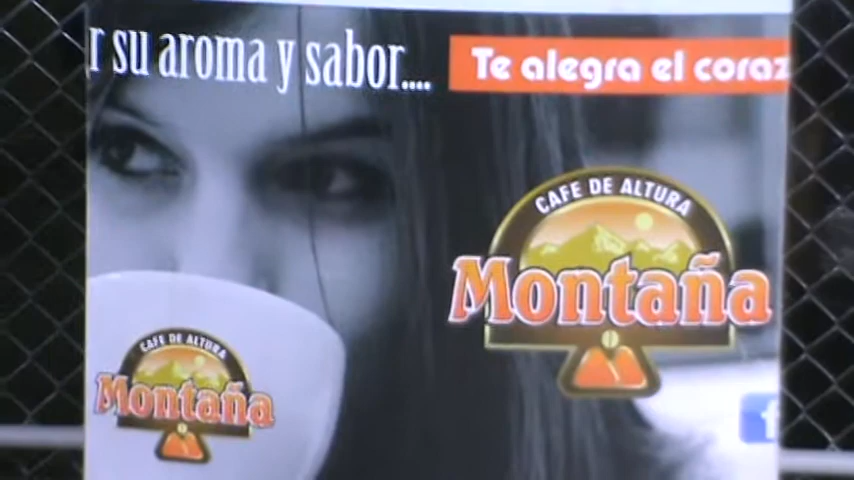 r su aroma y sabor....
Te alegra el coraz
CAFE DE ALTURA
Montaña
CAFE DE ALTURA
Montaña
f